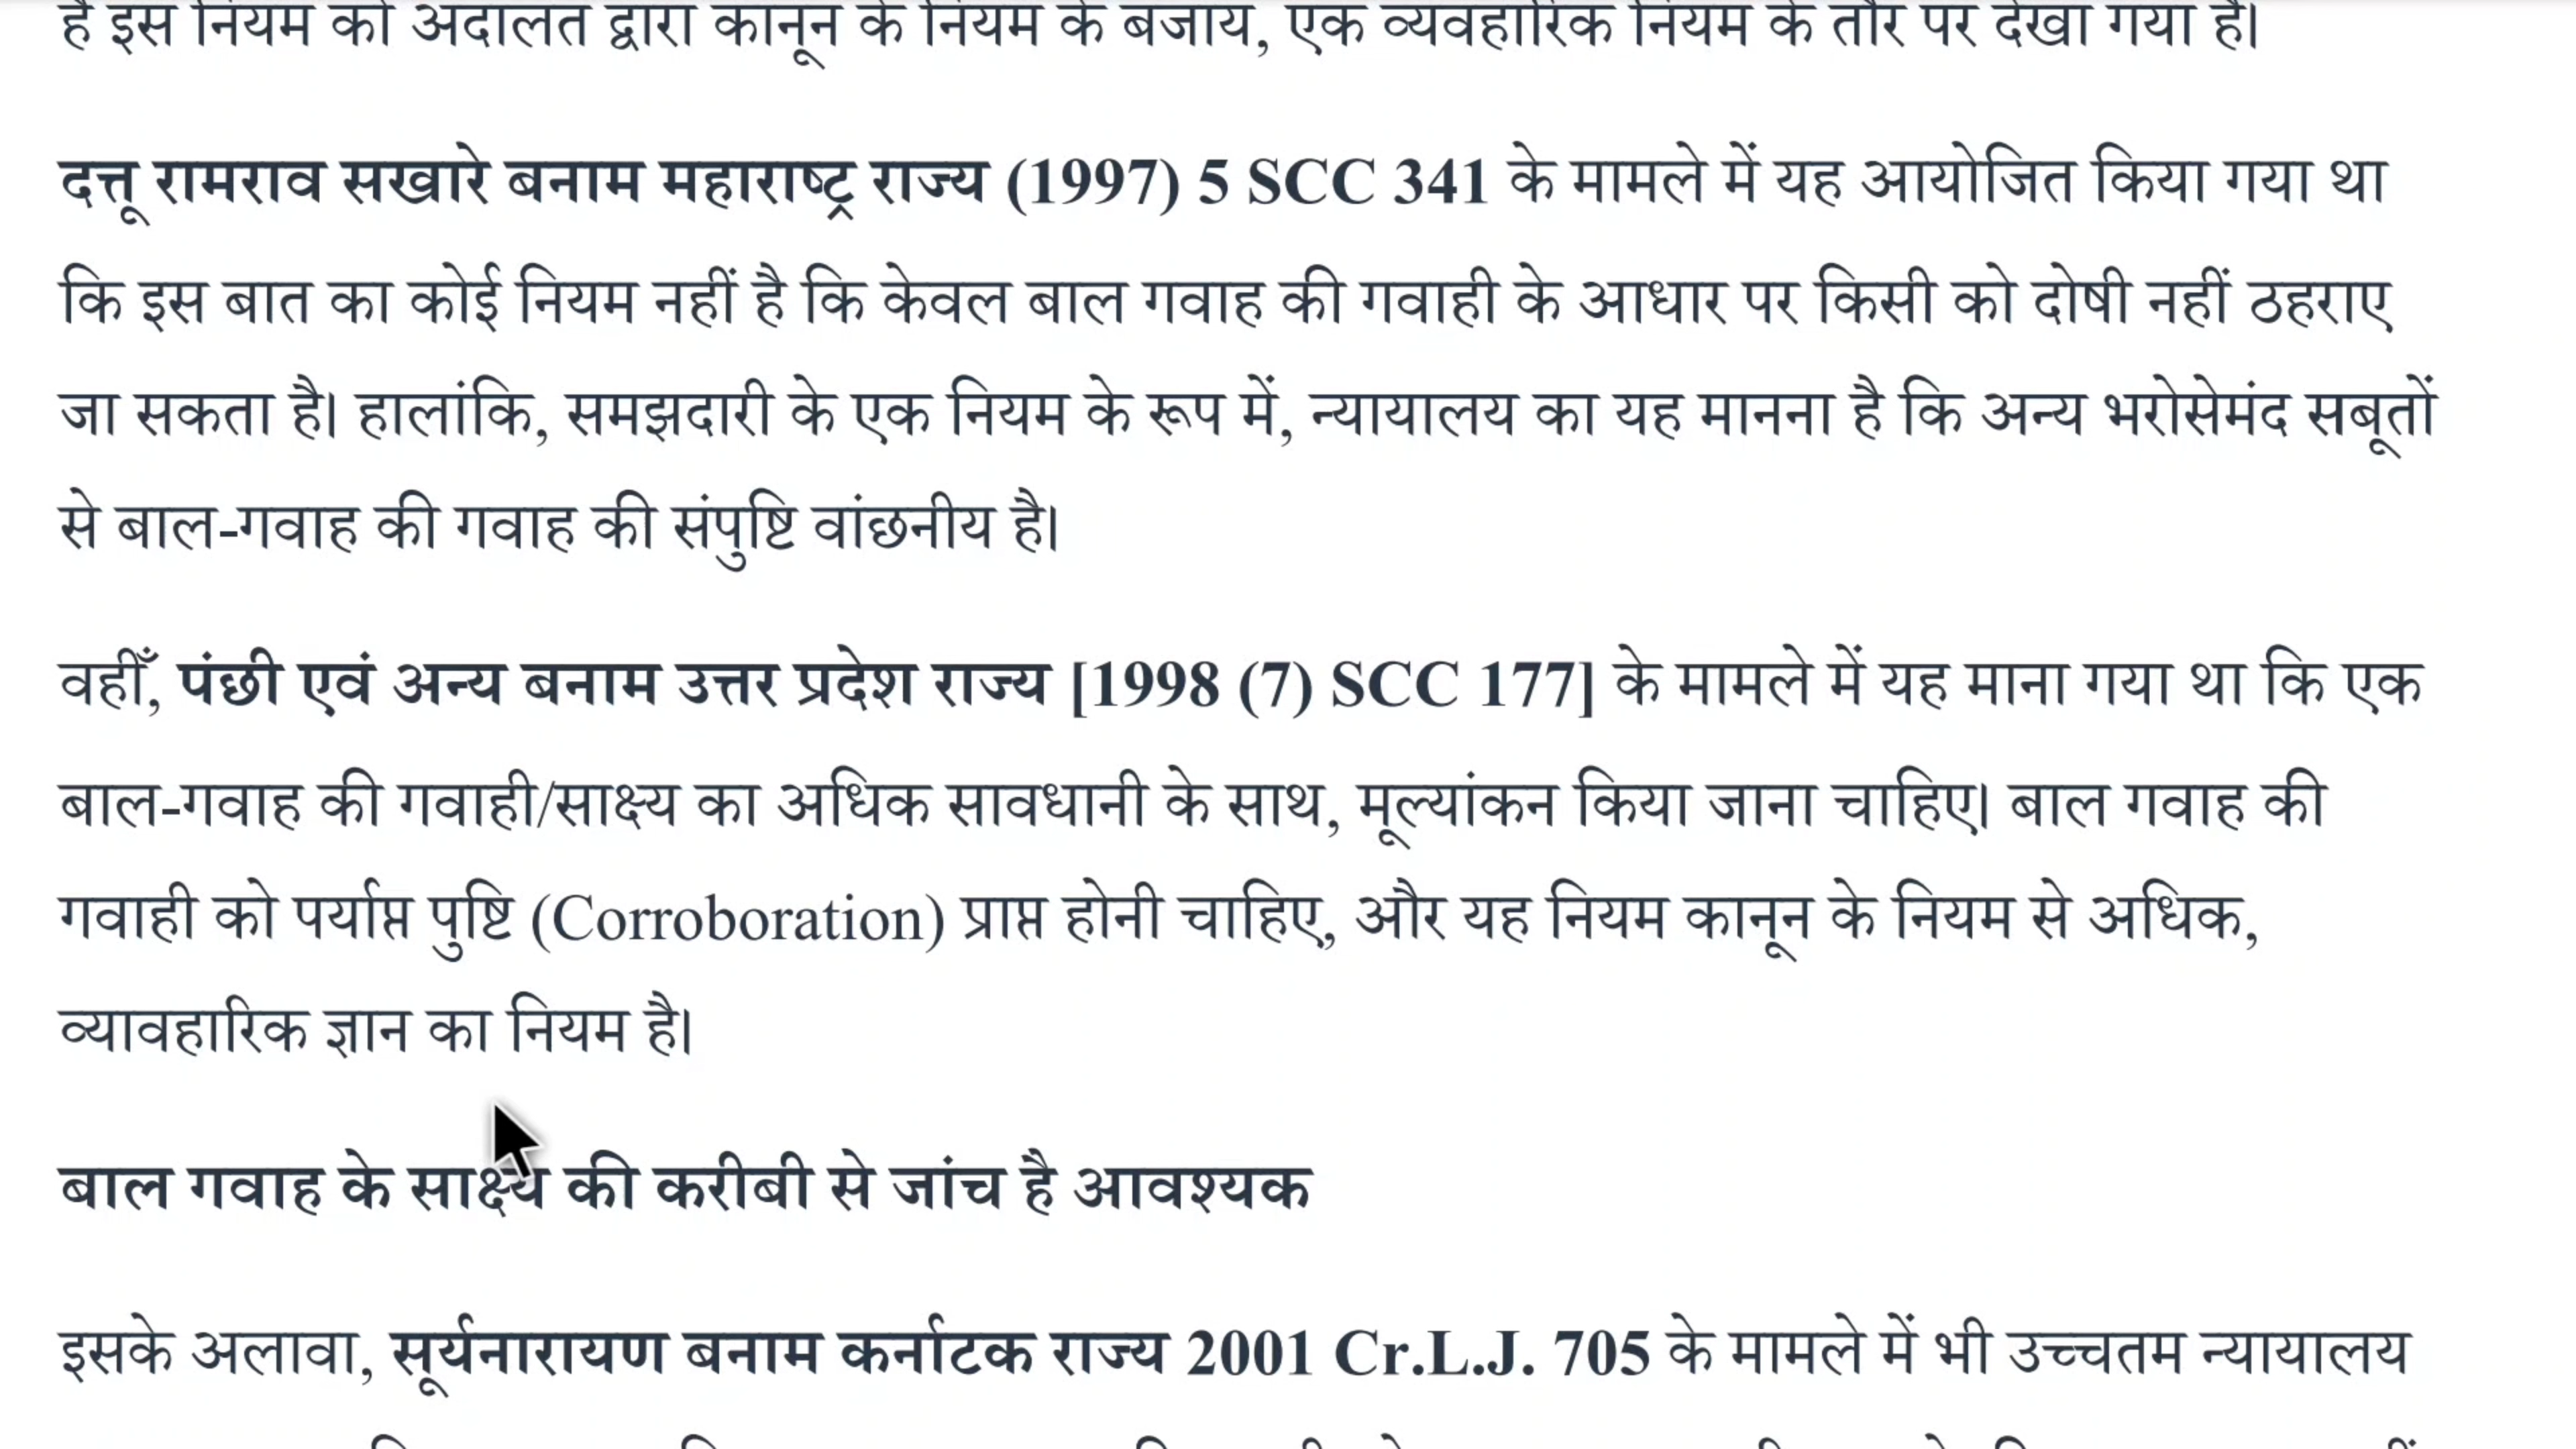 है इस नियम को अदालत द्वारा कानून के नियम के बजाय, एक व्यवहारिक नियम के तौर पर देखा गया है।
दत्तू रामराव सखारे बनाम महाराष्ट्र राज्य (1997) 5 SCC 341 के मामले में यह आयोजित किया गया था
कि इस बात का कोई नियम नहीं है कि केवल बाल गवाह की गवाही के आधार पर किसी को दोषी नहीं ठहराए
जा सकता है। हालांकि, समझदारी के एक नियम के रूप में, न्यायालय का यह मानना है कि अन्य भरोसेमंद सबूतों
से बाल-गवाह की गवाह की संपुष्टि वांछनीय है।
वहीँ, पंछी एवं अन्य बनाम उत्तर प्रदेश राज्य [1998 (7) SCC 177] के मामले में यह माना गया था कि एक
बाल-गवाह की गवाही/साक्ष्य का अधिक सावधानी के साथ, मूल्यांकन किया जाना चाहिए। बाल गवाह की
गवाही को पर्याप्त पुष्टि (Corroboration) प्राप्त होनी चाहिए, और यह नियम कानून के नियम से अधिक,
व्यावहारिक ज्ञान का नियम है।
बाल गवाह के साक्ष्य की करीबी से जांच है आवश्यक
इसके अलावा, सूर्यनारायण बनाम कर्नाटक राज्य 2001 Cr.L.J. 705 के मामले में भी उच्चतम न्यायालय